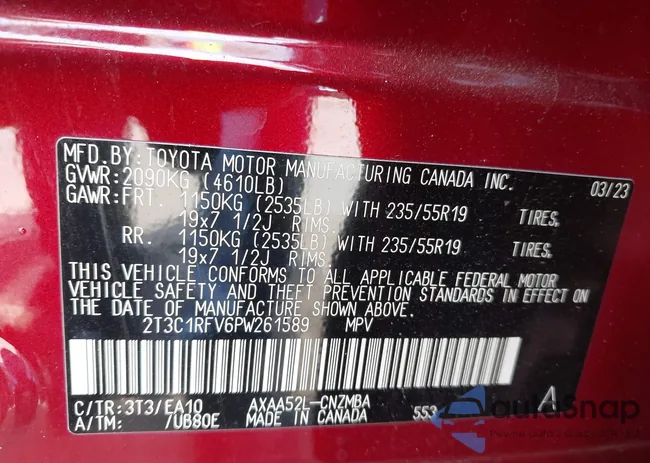 MFD. BY: TOYOTA MOTOR MANUFACTURING CANADA INC.
GVWR: 2090KG (4610LB) 03/23
GAWR: FRT. 1150KG (2535LB) WITH 235/55R19 TIRES,
19x7 1/2J RIMS,
RR. 1150KG (2535LB) WITH 235/55R19 TIRES,
19x7 1/2J RIMS,
THIS VEHICLE CONFORMS TO ALL APPLICABLE FEDERAL MOTOR
VEHICLE SAFETY AND THEFT PREVENTION STANDARDS IN EFFECT ON
THE DATE OF MANUFACTURE SHOWN ABOVE.
2T3C1RFV6PW261589 MPV
C/TR: 3T3/EA10 AXAA52L-CNZMBA A
A/TM: /UB80E MADE IN CANADA 553
autoSnap